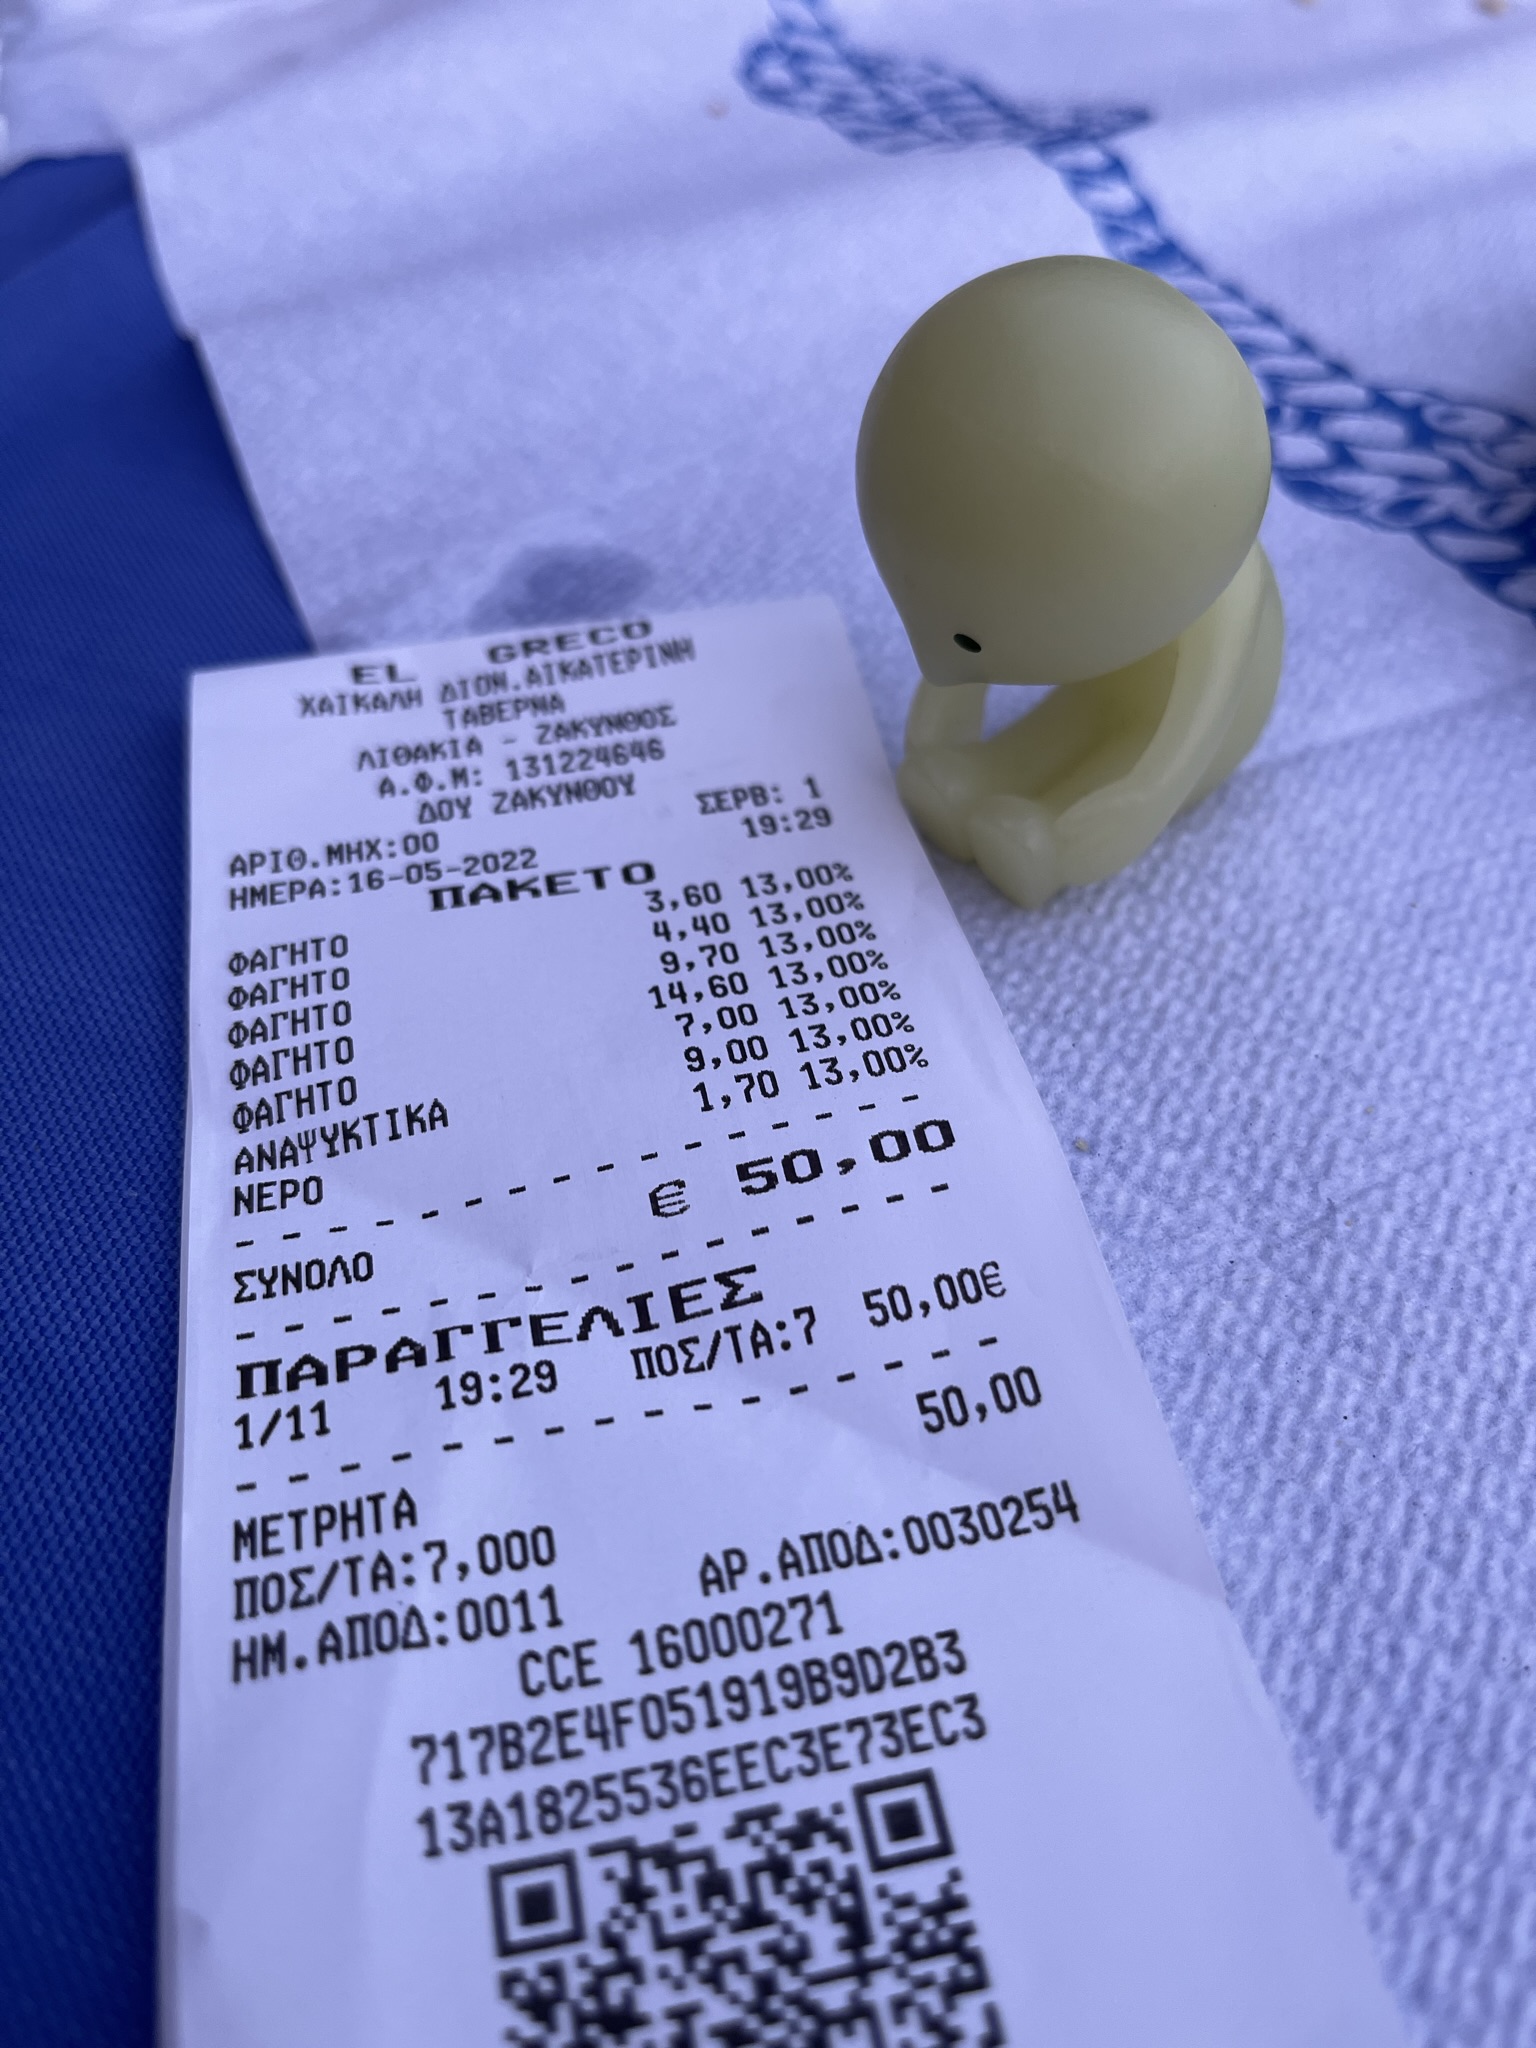 EL GRECO
ΧΑΙΚΑΛΗ ΔΙΟΝ.ΑΙΚΑΤΕΡΙΝΗ
ΤΑΒΕΡΝΑ
ΛΙΘΑΚΙΑ - ΖΑΚΥΝΘΟΣ
Α.Φ.Μ: 131224646
ΔΟΥ ΖΑΚΥΝΘΟΥ
ΑΡΙΘ.ΜΗΧ:00 ΣΕΡΒ: 1
ΗΜΕΡΑ:16-05-2022 19:29
ΠΑΚΕΤΟ
ΦΑΓΗΤΟ 3,60 13,00%
ΦΑΓΗΤΟ 4,40 13,00%
ΦΑΓΗΤΟ 9,70 13,00%
ΦΑΓΗΤΟ 14,60 13,00%
ΦΑΓΗΤΟ 7,00 13,00%
ΑΝΑΨΥΚΤΙΚΑ 9,00 13,00%
ΝΕΡΟ 1,70 13,00%
- - - - - - - - - - - - - - - -
ΣΥΝΟΛΟ € 50,00
- - - - - - - - - - - - - - - -
ΠΑΡΑΓΓΕΛΙΕΣ
1/11 19:29 ΠΟΣ/ΤΑ:7 50,00€
- - - - - - - - - - - - - - - -
ΜΕΤΡΗΤΑ 50,00
ΠΟΣ/ΤΑ:7,000
ΗΜ.ΑΠΟΔ:0011 ΑΡ.ΑΠΟΔ:0030254
CCE 16000271
717B2E4F051919B9D2B3
13A1825536EEC3E73EC3